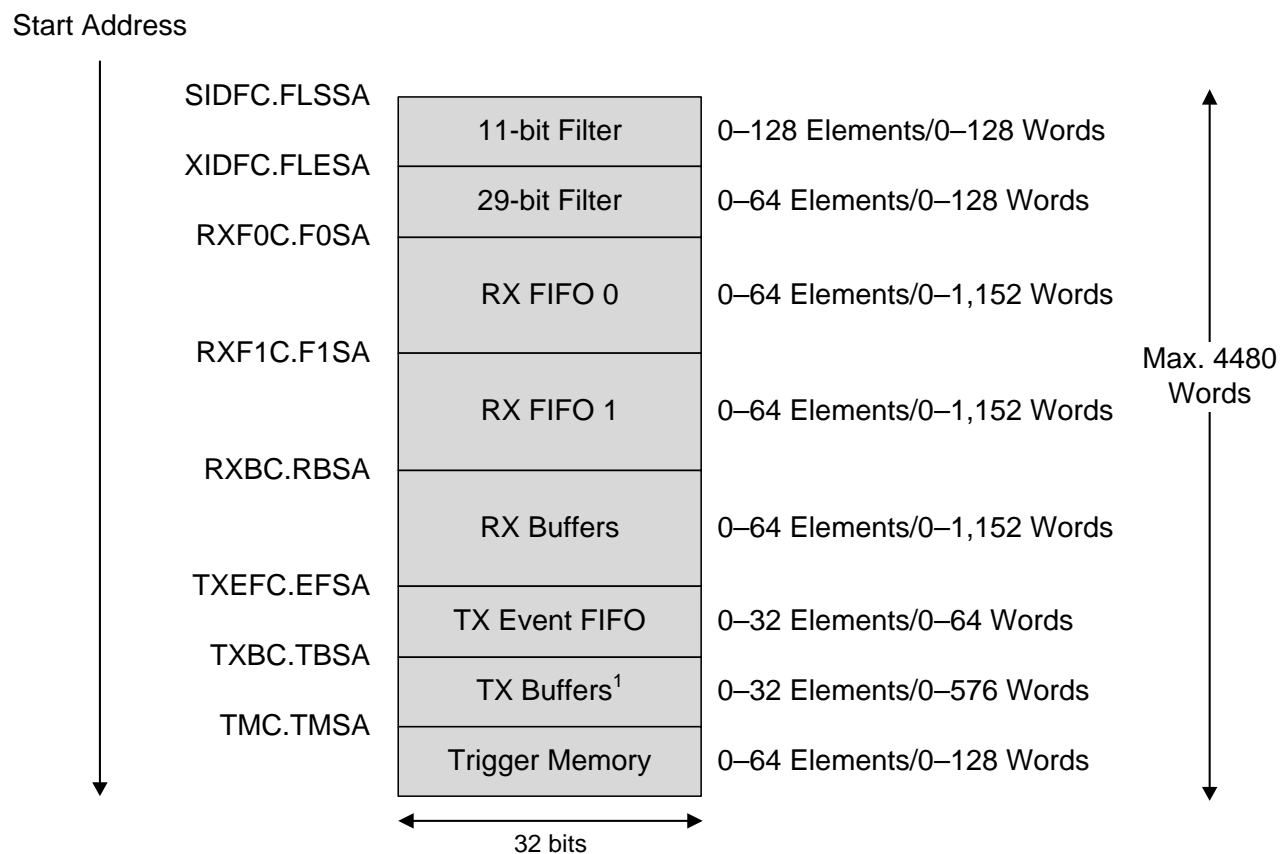 Start Address
SIDFC.FLSSA
11-bit Filter
0–128 Elements/0–128 Words
XIDFC.FLESA
29-bit Filter
0–64 Elements/0–128 Words
RXF0C.F0SA
RX FIFO 0
0–64 Elements/0–1,152 Words
RXF1C.F1SA
RX FIFO 1
0–64 Elements/0–1,152 Words
RXBC.RBSA
RX Buffers
0–64 Elements/0–1,152 Words
TXEFC.EFSA
TX Event FIFO
0–32 Elements/0–64 Words
TXBC.TBSA
TX Buffers¹
0–32 Elements/0–576 Words
TMC.TMSA
Trigger Memory
0–64 Elements/0–128 Words
Max. 4480
Words
32 bits